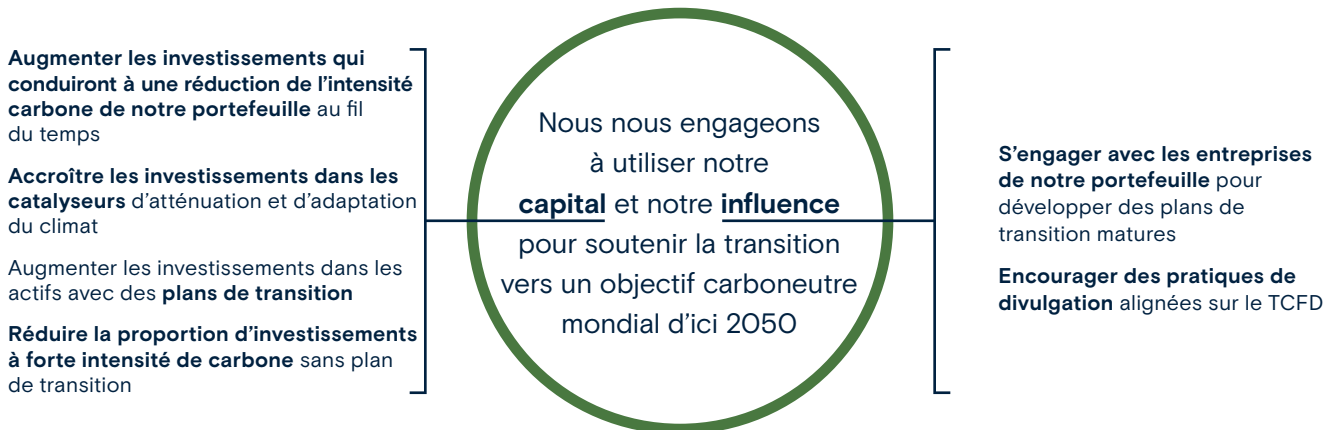 Augmenter les investissements qui
conduiront à une réduction de l’intensité
carbone de notre portefeuille au fil
du temps
Accroître les investissements dans les
catalyseurs d’atténuation et d’adaptation
du climat
Augmenter les investissements dans les
actifs avec des plans de transition
Réduire la proportion d’investissements
à forte intensité de carbone sans plan
de transition
Nous nous engageons
à utiliser notre
capital et notre influence
pour soutenir la transition
vers un objectif carboneutre
mondial d’ici 2050
S’engager avec les entreprises
de notre portefeuille pour
développer des plans de
transition matures
Encourager des pratiques de
divulgation alignées sur le TCFD